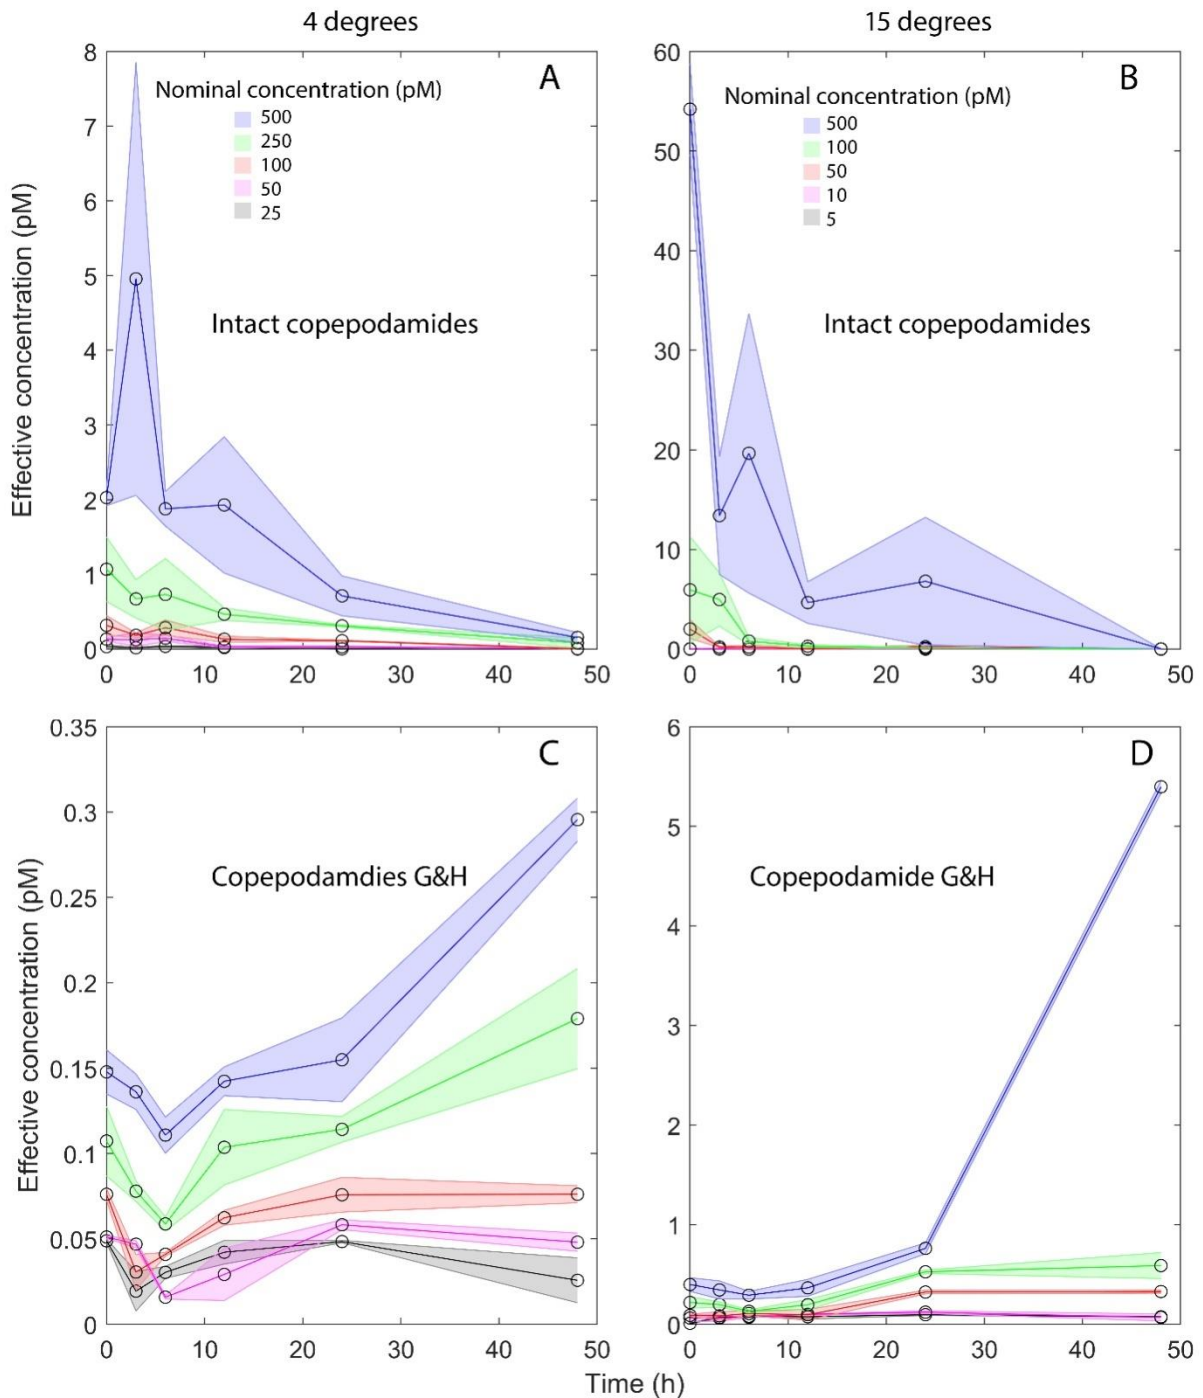 4 degrees
15 degrees
A
B
Nominal concentration (pM)
500
250
100
50
25
Nominal concentration (pM)
500
100
50
10
5
Intact copepodamides
Intact copepodamides
Effective concentration (pM)
8
7
6
5
4
3
2
1
0
0 10 20 30 40 50
60
50
40
30
20
10
0
0 10 20 30 40 50
C
D
Copepodamdies G&H
Copepodamide G&H
Effective concentration (pM)
0.35
0.3
0.25
0.2
0.15
0.1
0.05
0
0 10 20 30 40 50
6
5
4
3
2
1
0
0 10 20 30 40 50
Time (h)